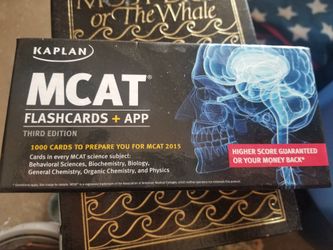 or The Whale
KAPLAN
MCAT®
FLASHCARDS + APP
THIRD EDITION
1000 CARDS TO PREPARE YOU FOR MCAT 2015
Cards in every MCAT science subject:
Behavioral Sciences, Biochemistry, Biology,
General Chemistry, Organic Chemistry, and Physics
HIGHER SCORE GUARANTEED
OR YOUR MONEY BACK*